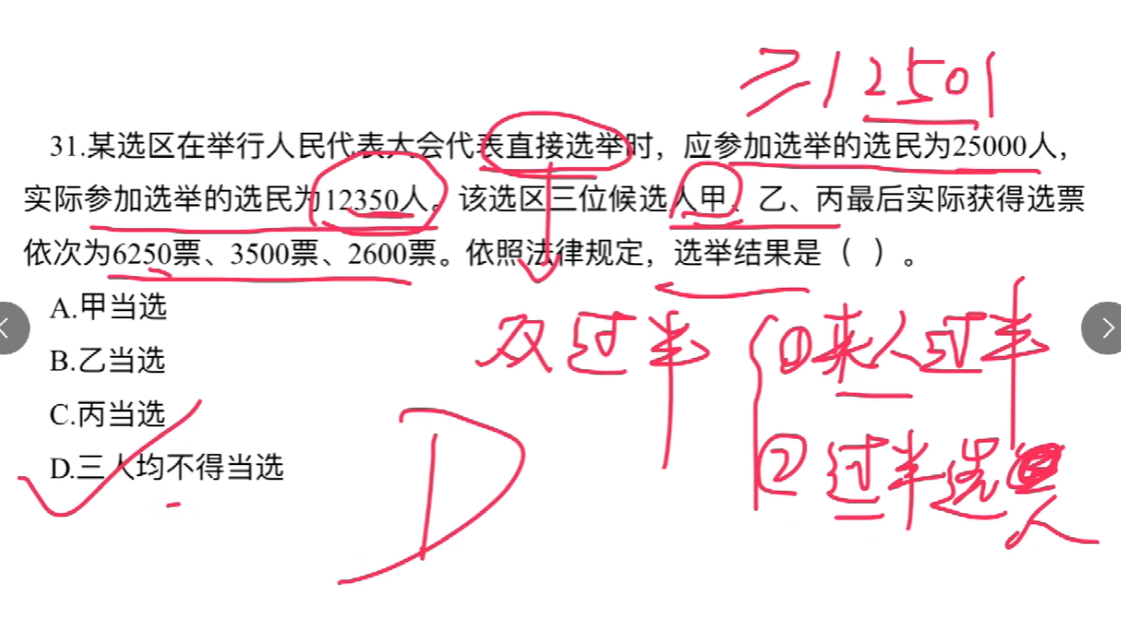 ≥12501
31.某选区在举行人民代表大会代表直接选举时，应参加选举的选民为25000人，
实际参加选举的选民为12350人。该选区三位候选人甲、乙、丙最后实际获得选票
依次为6250票、3500票、2600票。依照法律规定，选举结果是（ ）。
A.甲当选
B.乙当选
C.丙当选
D.三人均不得当选
双过半
①来人过半
②过半选人
D